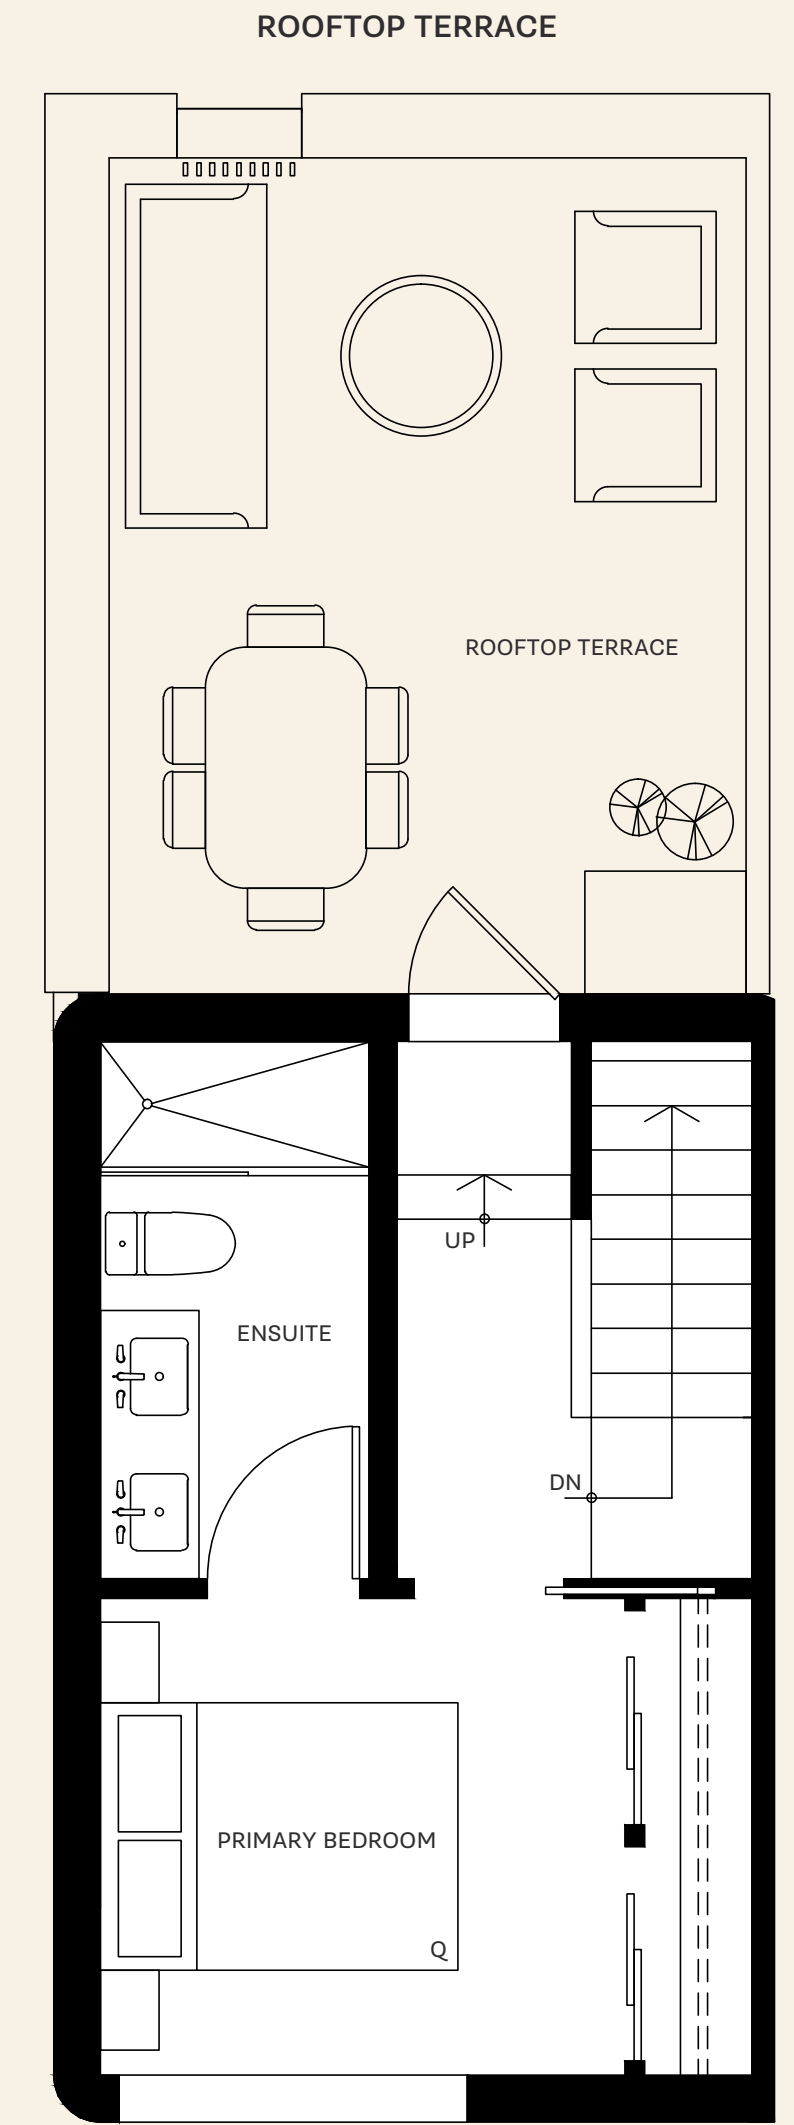 ROOFTOP TERRACE
ROOFTOP TERRACE
UP
ENSUITE
DN
PRIMARY BEDROOM
Q